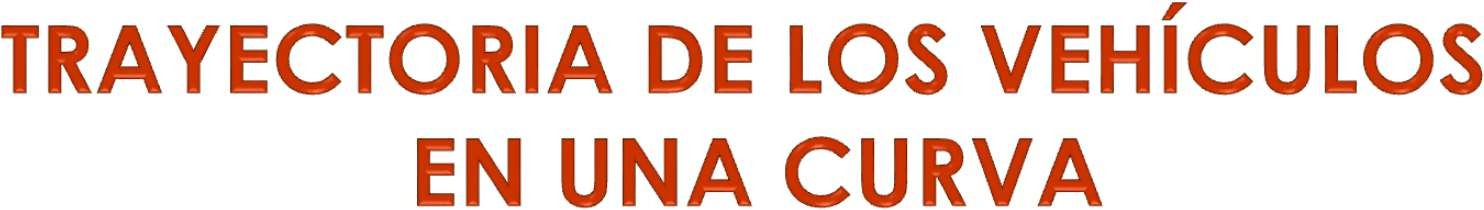 TRAYECTORIA DE LOS VEHÍCULOS
EN UNA CURVA